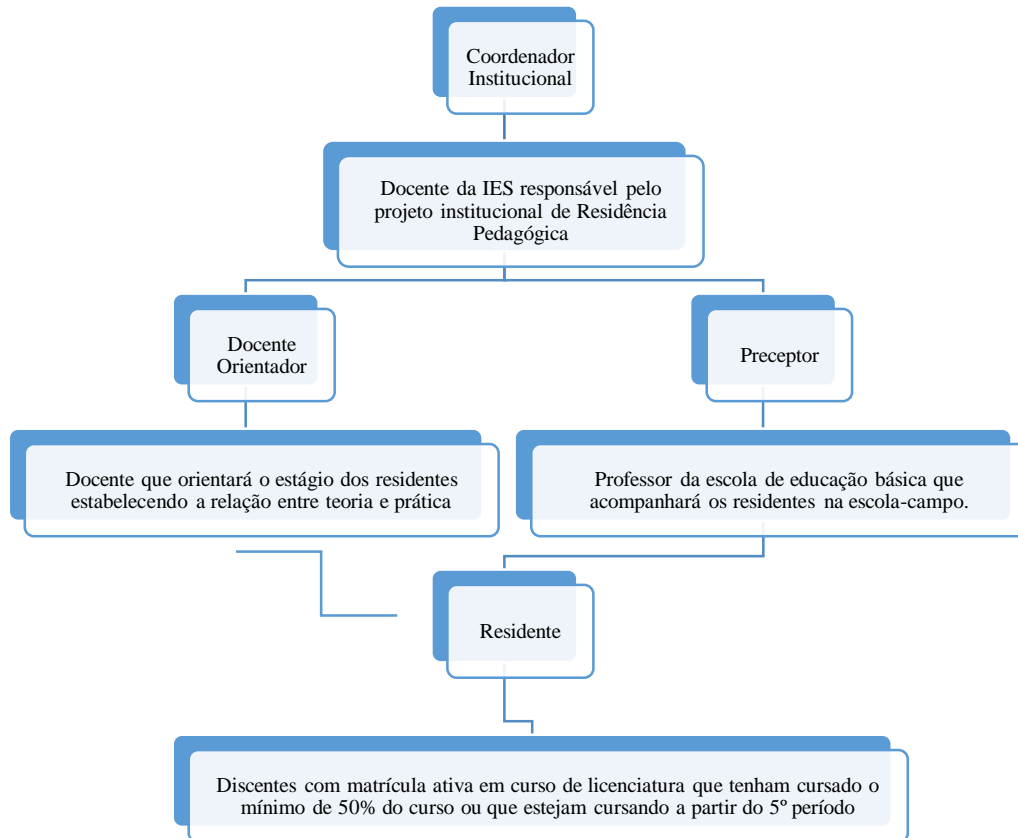 Coordenador
Institucional
Docente da IES responsável pelo
projeto institucional de Residência
Pedagógica
Docente
Orientador
Preceptor
Docente que orientará o estágio dos residentes
estabelecendo a relação entre teoria e prática
Professor da escola de educação básica que
acompanhará os residentes na escola-campo.
Residente
Discentes com matrícula ativa em curso de licenciatura que tenham cursado o
mínimo de 50% do curso ou que estejam cursando a partir do 5º período